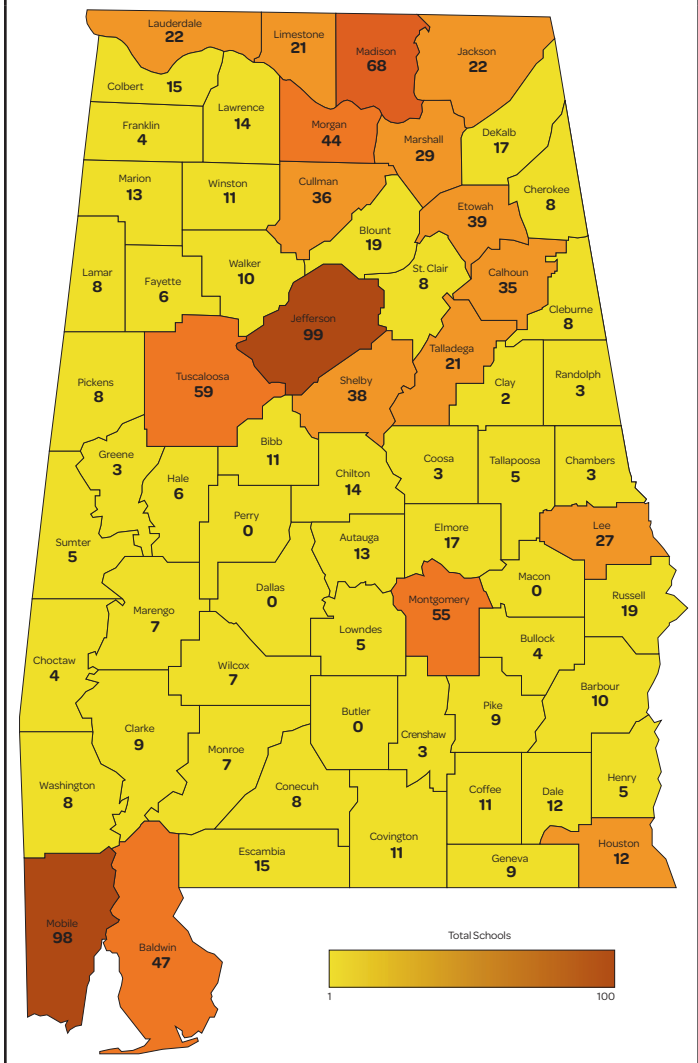 Lauderdale
22
Limestone
21
Madison
68
Jackson
22
Colbert 15
Lawrence
14
Franklin
4
Morgan
44
Marshall
29
DeKalb
17
Marion
13
Winston
11
Cullman
36
Cherokee
8
Etowah
39
Blount
19
Lamar
8
Fayette
6
Walker
10
St. Clair
8
Calhoun
35
Cleburne
8
Jefferson
99
Talladega
21
Pickens
8
Tuscaloosa
59
Shelby
38
Clay
2
Randolph
3
Greene
3
Hale
6
Bibb
11
Chilton
14
Coosa
3
Tallapoosa
5
Chambers
3
Sumter
5
Perry
0
Autauga
13
Elmore
17
Lee
27
Dallas
0
Macon
0
Russell
19
Marengo
7
Montgomery
55
Lowndes
5
Bullock
4
Choctaw
4
Wilcox
7
Barbour
10
Clarke
9
Butler
0
Crenshaw
3
Pike
9
Monroe
7
Washington
8
Conecuh
8
Coffee
11
Dale
12
Henry
5
Covington
11
Escambia
15
Geneva
9
Houston
12
Mobile
98
Baldwin
47
Total Schools
1
100